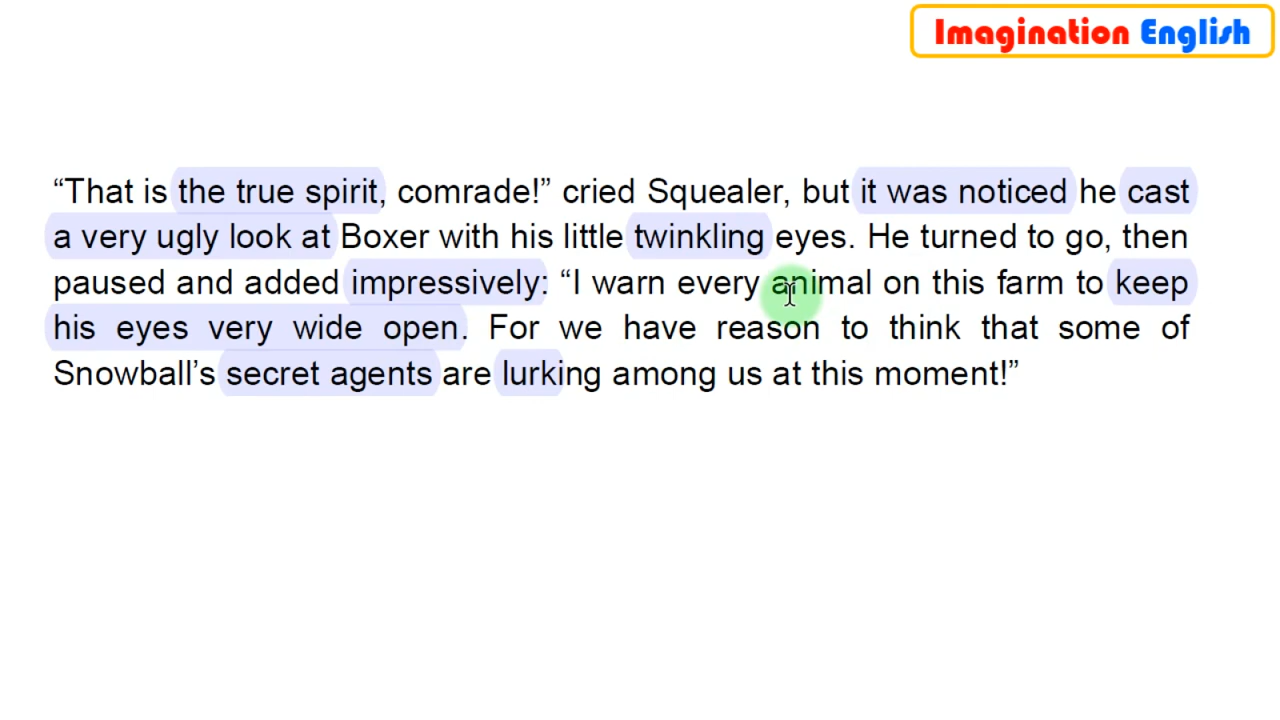 Imagination English
“That is the true spirit, comrade!” cried Squealer, but it was noticed he cast
a very ugly look at Boxer with his little twinkling eyes. He turned to go, then
paused and added impressively: “I warn every animal on this farm to keep
his eyes very wide open. For we have reason to think that some of
Snowball’s secret agents are lurking among us at this moment!”